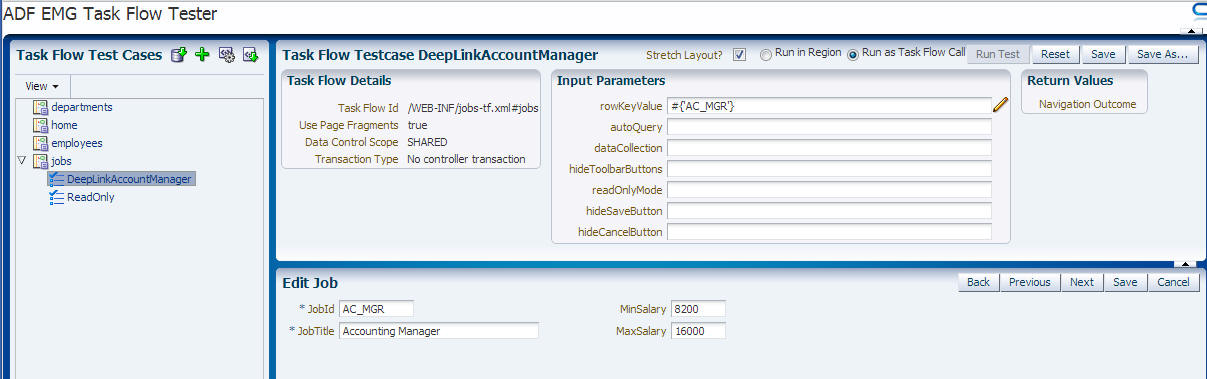 ADF EMG Task Flow Tester
Task Flow Test Cases
View
departments
home
employees
jobs
DeepLinkAccountManager
ReadOnly
Task Flow Testcase DeepLinkAccountManager
Stretch Layout? Run in Region Run as Task Flow Call Run Test Reset Save Save As...
Task Flow Details
Task Flow Id /WEB-INF/jobs-tf.xml#jobs
Use Page Fragments true
Data Control Scope SHARED
Transaction Type No controller transaction
Input Parameters
rowKeyValue #{'AC_MGR'}
autoQuery
dataCollection
hideToolbarButtons
readOnlyMode
hideSaveButton
hideCancelButton
Return Values
Navigation Outcome
Edit Job
Back Previous Next Save Cancel
* JobId AC_MGR
* JobTitle Accounting Manager
MinSalary 8200
MaxSalary 16000